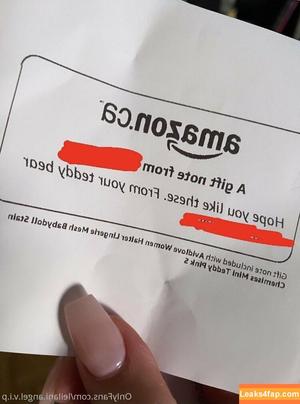 amazon.ca
A gift note from
Hope you like these. From your teddy bear
Gift note included with Avidlove Women Halter Lingerie Mesh Babydoll Stain
Chemises Mini Teddy Pink S
OnlyFans.com/leilani.angel.v.i.p
Leaks4fap.com